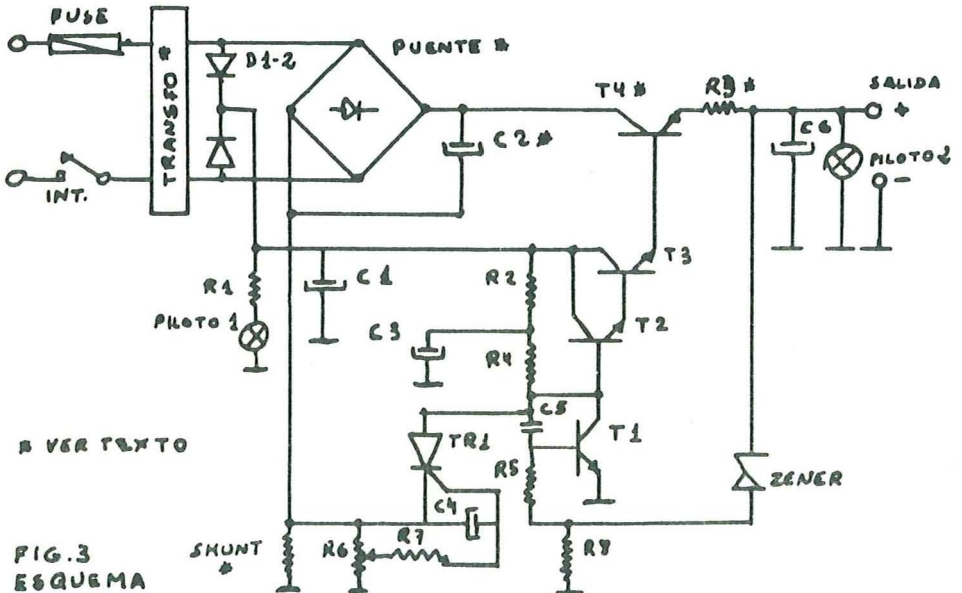 FUSE
TRANSFO *
INT.
D1-2
PUENTE *
C2 *
T4 *
R9 *
SALIDA
+
C6
PILOTO 2
-
R1
PILOTO 1
C1
R2
T3
C3
R4
T2
* VER TEXTO
TR1
C5
T1
R5
ZENER
C4
R6
R7
R8
SHUNT
*
FIG.3
ESQUEMA